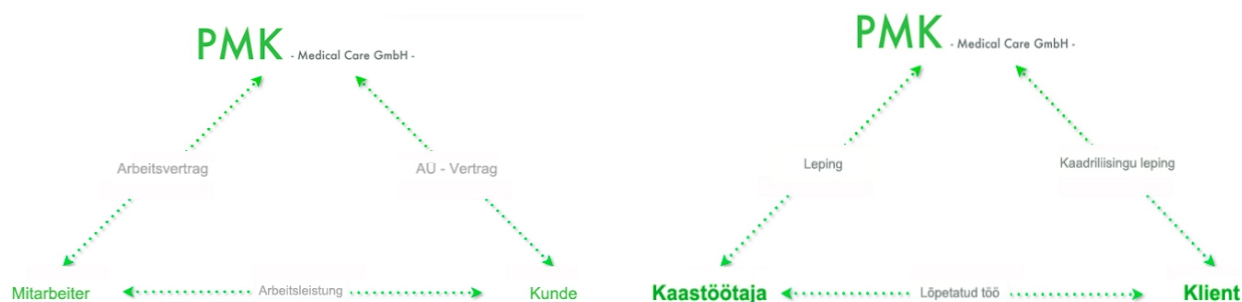 PMK - Medical Care GmbH -
Arbeitsvertrag
AÜ - Vertrag
Mitarbeiter
Arbeitsleistung
Kunde
PMK - Medical Care GmbH -
Leping
Kaadriliisingu leping
Kaastöötaja
Lõpetatud töö
Klient